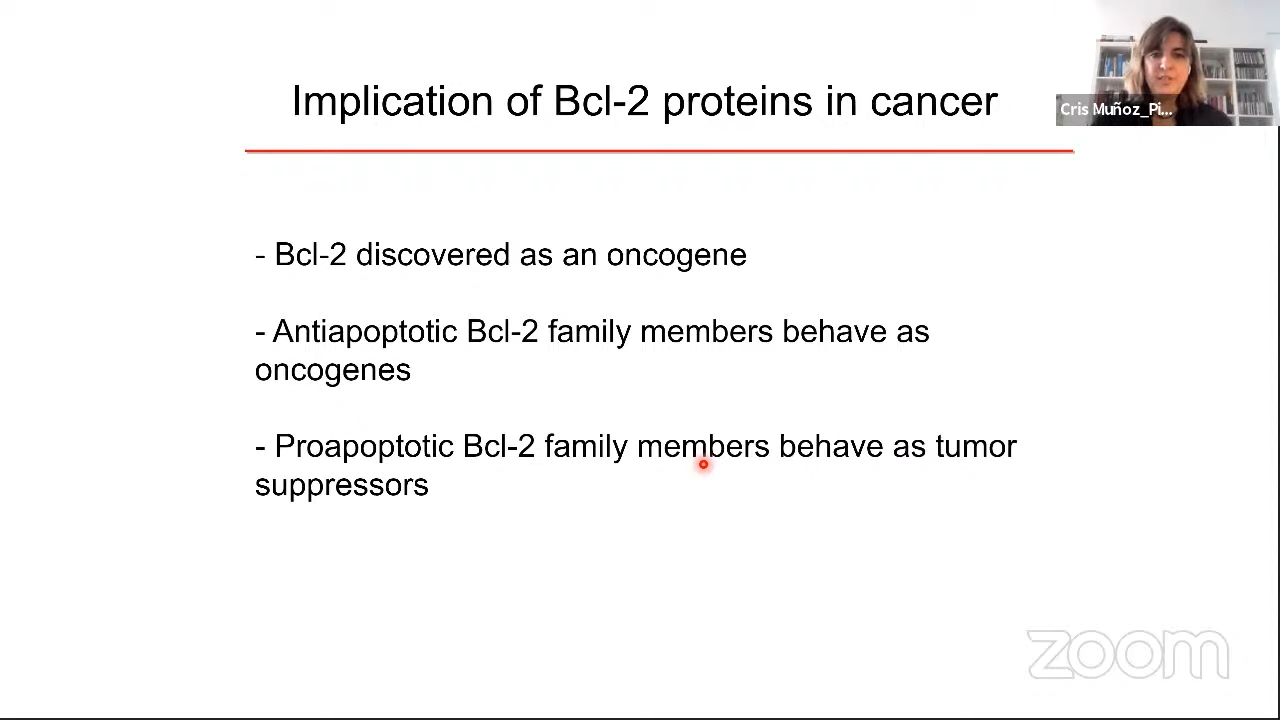 Implication of Bcl-2 proteins in cancer
Cris Muñoz_Pi...
- Bcl-2 discovered as an oncogene
- Antiapoptotic Bcl-2 family members behave as
oncogenes
- Proapoptotic Bcl-2 family members behave as tumor
suppressors
zoom